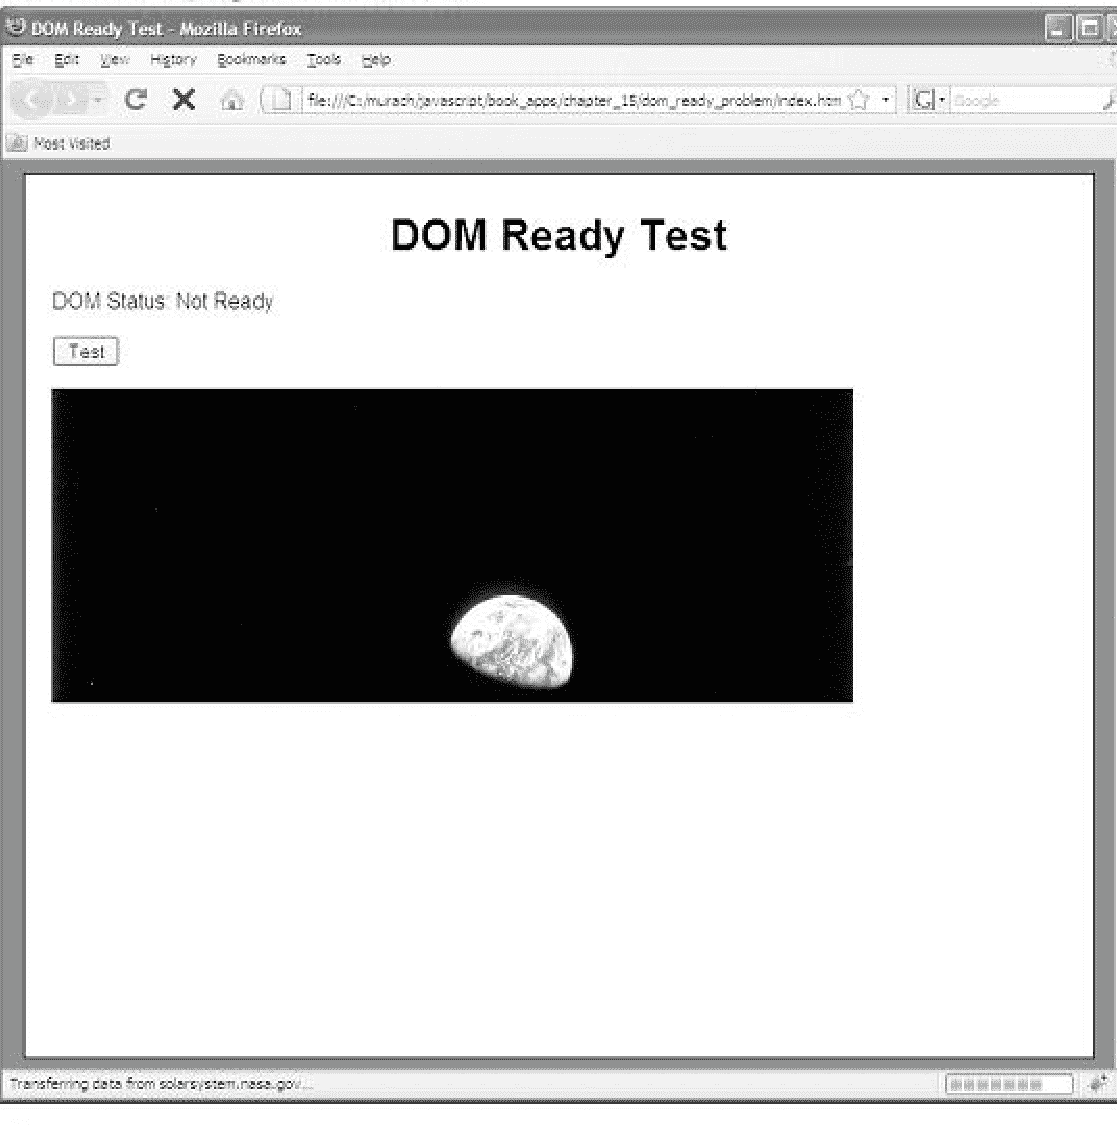 DOM Ready Test - Mozilla Firefox
File Edit View History Bookmarks Tools Help
file:///C:/murach/javascript/book_apps/chapter_15/dom_ready_problem/index.htm Google
Most Visited
DOM Ready Test
DOM Status: Not Ready
Test
Transferring data from solarsystem.nasa.gov...